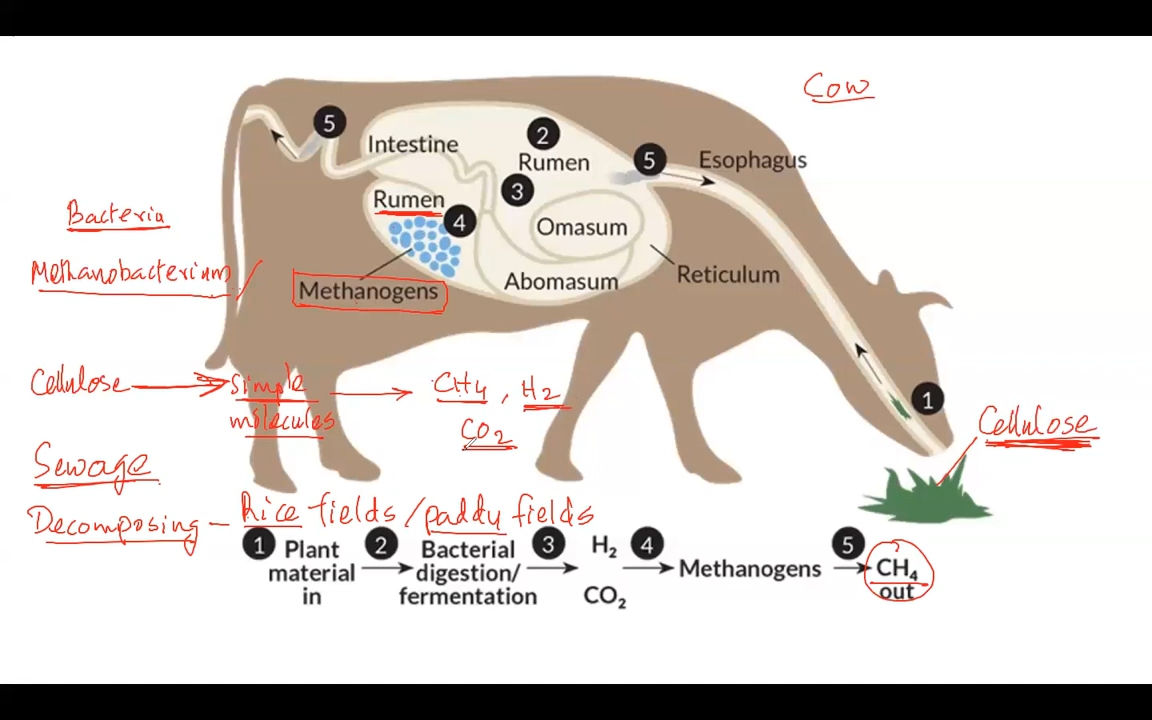 Cow
5
Intestine
2
Rumen
5
Esophagus
3
Rumen
4
Omasum
Bacteria
Methanobacterium
Methanogens
Abomasum
Reticulum
Cellulose → simple molecules → CH4, H2
CO2
1
Cellulose
Sewage
Decomposing – Rice fields / paddy fields
1 Plant
material
in
2 Bacterial
digestion/
fermentation
3 H2
CO2
4 Methanogens
5 CH4
out